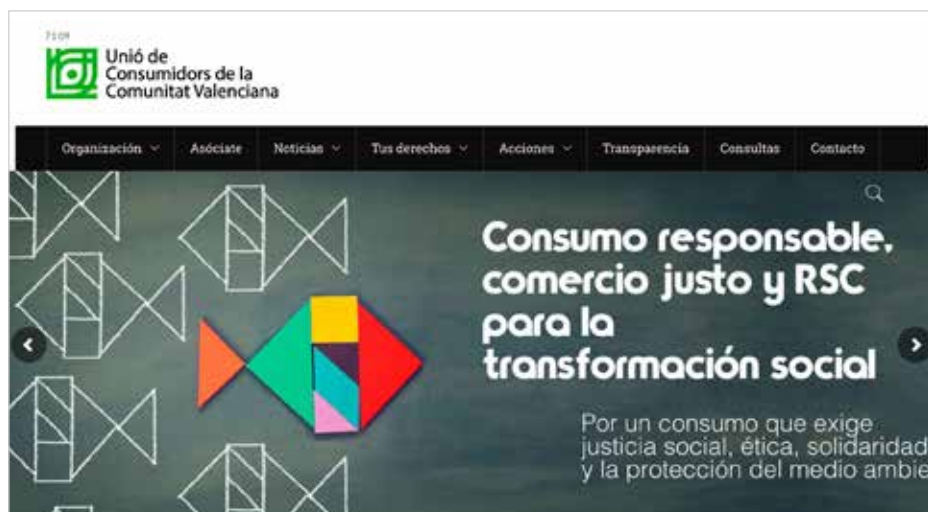 7109
Unió de
Consumidors de la
Comunitat Valenciana
Organización Asóciate Noticias Tus derechos Acciones Transparencia Consultas Contacto
Consumo responsable,
comercio justo y RSC
para la
transformación social
Por un consumo que exige
justicia social, ética, solidaridad
y la protección del medio ambie